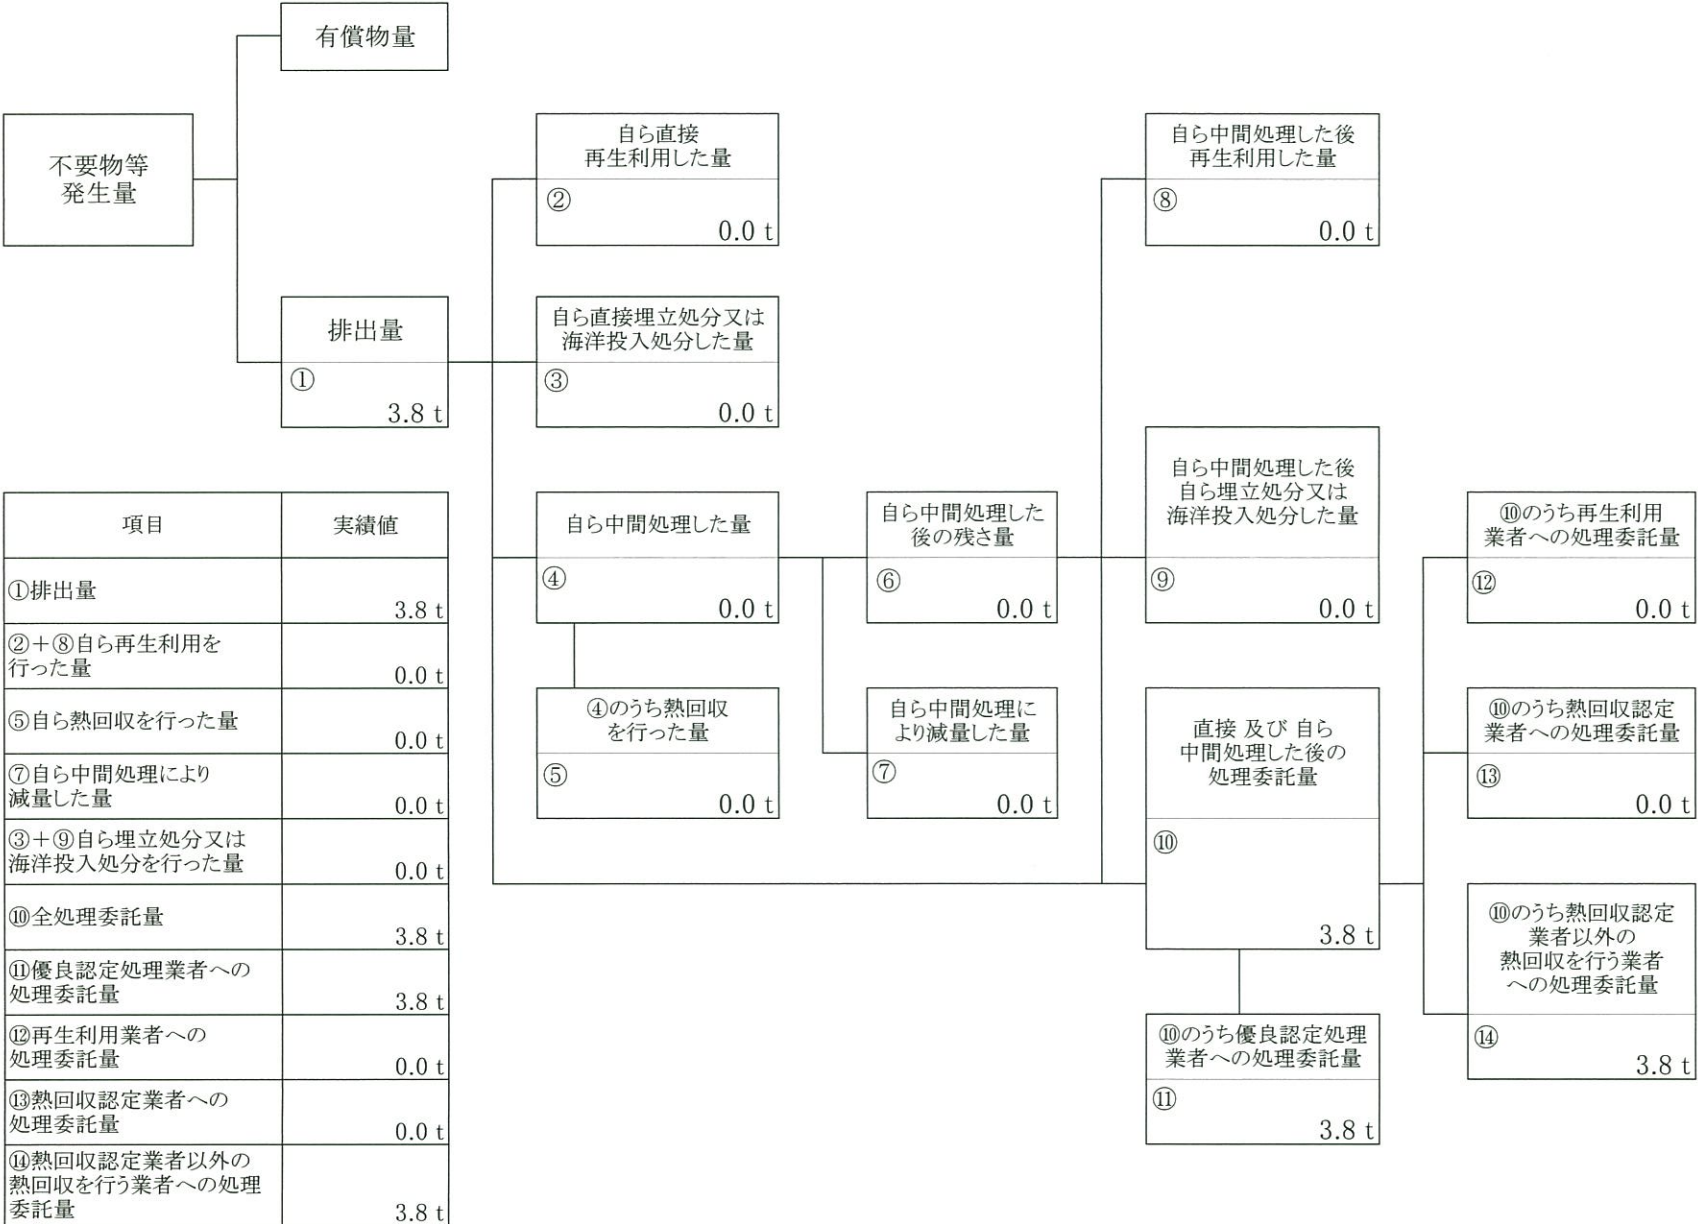 有償物量
不要物等
発生量
排出量
①
3.8 t
自ら直接
再生利用した量
②
0.0 t
自ら直接埋立処分又は
海洋投入処分した量
③
0.0 t
自ら中間処理した量
④
0.0 t
④のうち熱回収
を行った量
⑤
0.0 t
自ら中間処理した
後の残さ量
⑥
0.0 t
自ら中間処理に
より減量した量
⑦
0.0 t
自ら中間処理した後
再生利用した量
⑧
0.0 t
自ら中間処理した後
自ら埋立処分又は
海洋投入処分した量
⑨
0.0 t
直接 及び 自ら
中間処理した後の
処理委託量
⑩
3.8 t
⑩のうち優良認定処理
業者への処理委託量
⑪
3.8 t
⑩のうち再生利用
業者への処理委託量
⑫
0.0 t
⑩のうち熱回収認定
業者への処理委託量
⑬
0.0 t
⑩のうち熱回収認定
業者以外の
熱回収を行う業者
への処理委託量
⑭
3.8 t
項目
実績値
①排出量
3.8 t
②+⑧自ら再生利用を
行った量
0.0 t
⑤自ら熱回収を行った量
0.0 t
⑦自ら中間処理により
減量した量
0.0 t
③+⑨自ら埋立処分又は
海洋投入処分を行った量
0.0 t
⑩全処理委託量
3.8 t
⑪優良認定処理業者への
処理委託量
3.8 t
⑫再生利用業者への
処理委託量
0.0 t
⑬熱回収認定業者への
処理委託量
0.0 t
⑭熱回収認定業者以外の
熱回収を行う業者への処理
委託量
3.8 t